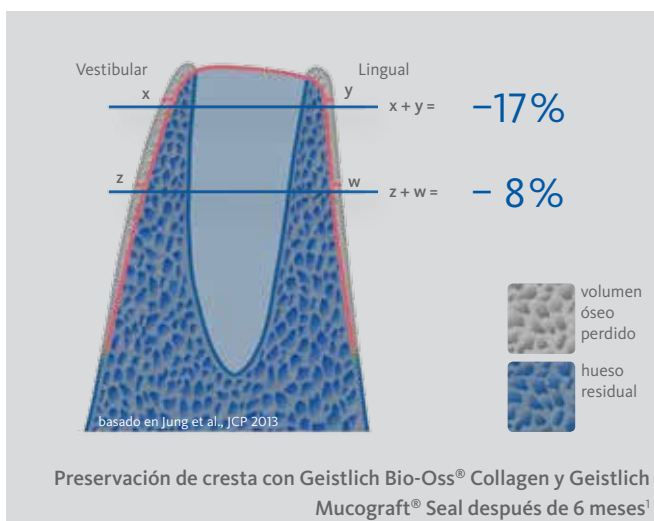 Vestibular
Lingual
x
y
x + y =
−17%
z
w
z + w =
− 8%
volumen
óseo
perdido
hueso
residual
basado en Jung et al., JCP 2013
Preservación de cresta con Geistlich Bio-Oss® Collagen y Geistlich
Mucograft® Seal después de 6 meses¹